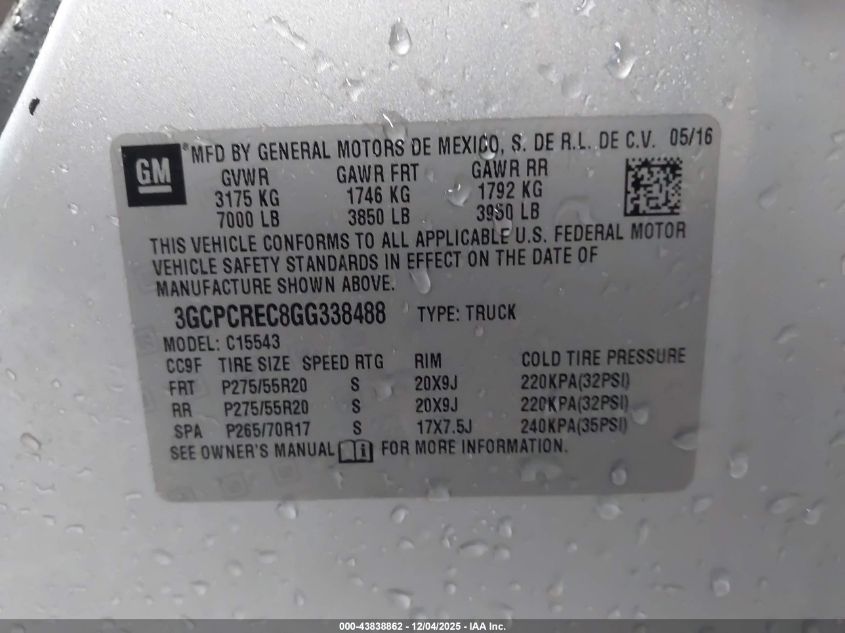 GM ®MFD BY GENERAL MOTORS DE MEXICO, S. DE R.L. DE C.V. 05/16
GVWR GAWR FRT GAWR RR
3175 KG 1746 KG 1792 KG
7000 LB 3850 LB 3950 LB
THIS VEHICLE CONFORMS TO ALL APPLICABLE U.S. FEDERAL MOTOR
VEHICLE SAFETY STANDARDS IN EFFECT ON THE DATE OF
MANUFACTURE SHOWN ABOVE.
3GCPCREC8GG338488 TYPE: TRUCK
MODEL: C15543
CC9F TIRE SIZE SPEED RTG RIM COLD TIRE PRESSURE
FRT P275/55R20 S 20X9J 220KPA(32PSI)
RR P275/55R20 S 20X9J 220KPA(32PSI)
SPA P265/70R17 S 17X7.5J 240KPA(35PSI)
SEE OWNER'S MANUAL i FOR MORE INFORMATION.
000-43838862 - 12/04/2025 - IAA Inc.